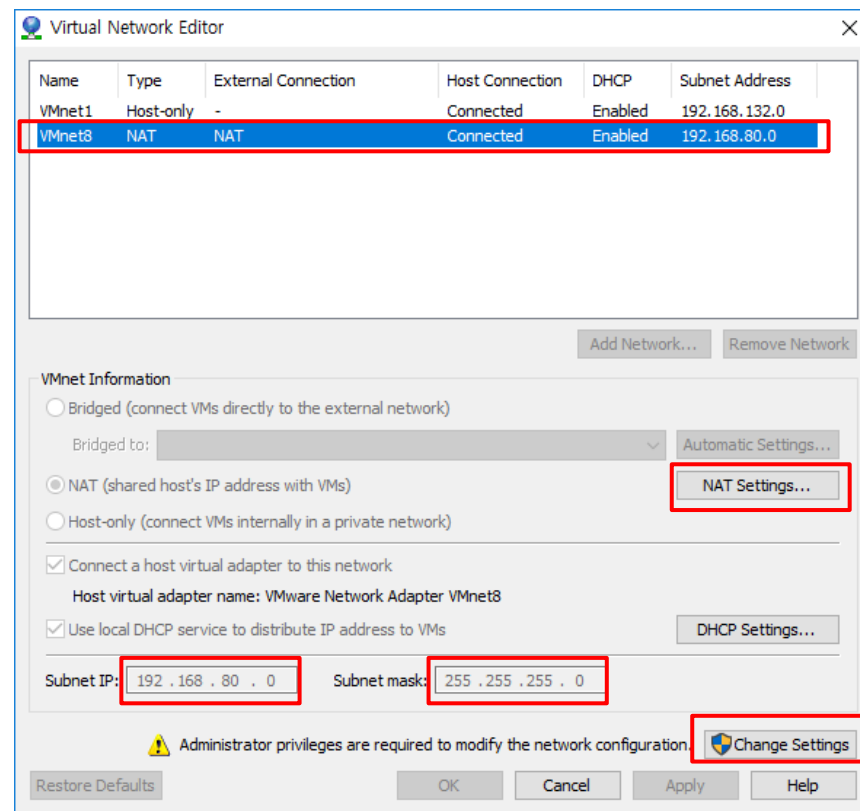 Virtual Network Editor
Name Type External Connection Host Connection DHCP Subnet Address
VMnet1 Host-only - Connected Enabled 192.168.132.0
VMnet8 NAT NAT Connected Enabled 192.168.80.0
Add Network... Remove Network
VMnet Information
Bridged (connect VMs directly to the external network)
Bridged to: Automatic Settings...
NAT (shared host's IP address with VMs) NAT Settings...
Host-only (connect VMs internally in a private network)
Connect a host virtual adapter to this network
Host virtual adapter name: VMware Network Adapter VMnet8
Use local DHCP service to distribute IP address to VMs DHCP Settings...
Subnet IP: 192 . 168 . 80 . 0 Subnet mask: 255 . 255 . 255 . 0
Administrator privileges are required to modify the network configuration. Change Settings
Restore Defaults OK Cancel Apply Help